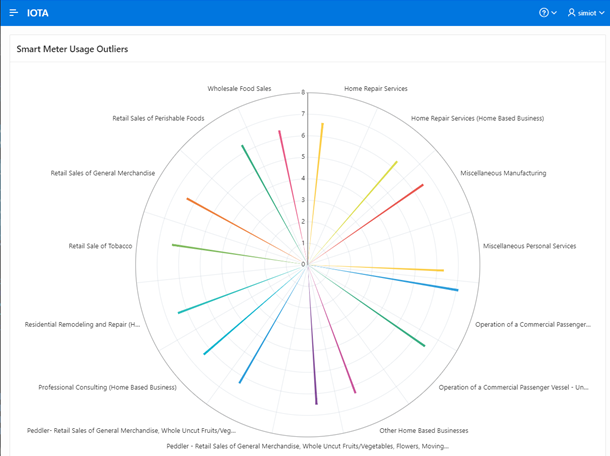 IOTA
simiot
Smart Meter Usage Outliers
Wholesale Food Sales
8
Home Repair Services
7
Retail Sales of Perishable Foods
Home Repair Services (Home Based Business)
6
5
Retail Sales of General Merchandise
4
Miscellaneous Manufacturing
3
2
Retail Sale of Tobacco
1
Miscellaneous Personal Services
0
Residential Remodeling and Repair (H...
Operation of a Commercial Passenger...
Professional Consulting (Home Based Business)
Operation of a Commercial Passenger Vessel - Un...
Peddler- Retail Sales of General Merchandise, Whole Uncut Fruits/Veg...
Other Home Based Businesses
Peddler - Retail Sales of General Merchandise, Whole Uncut Fruits/Vegetables, Flowers, Moving...